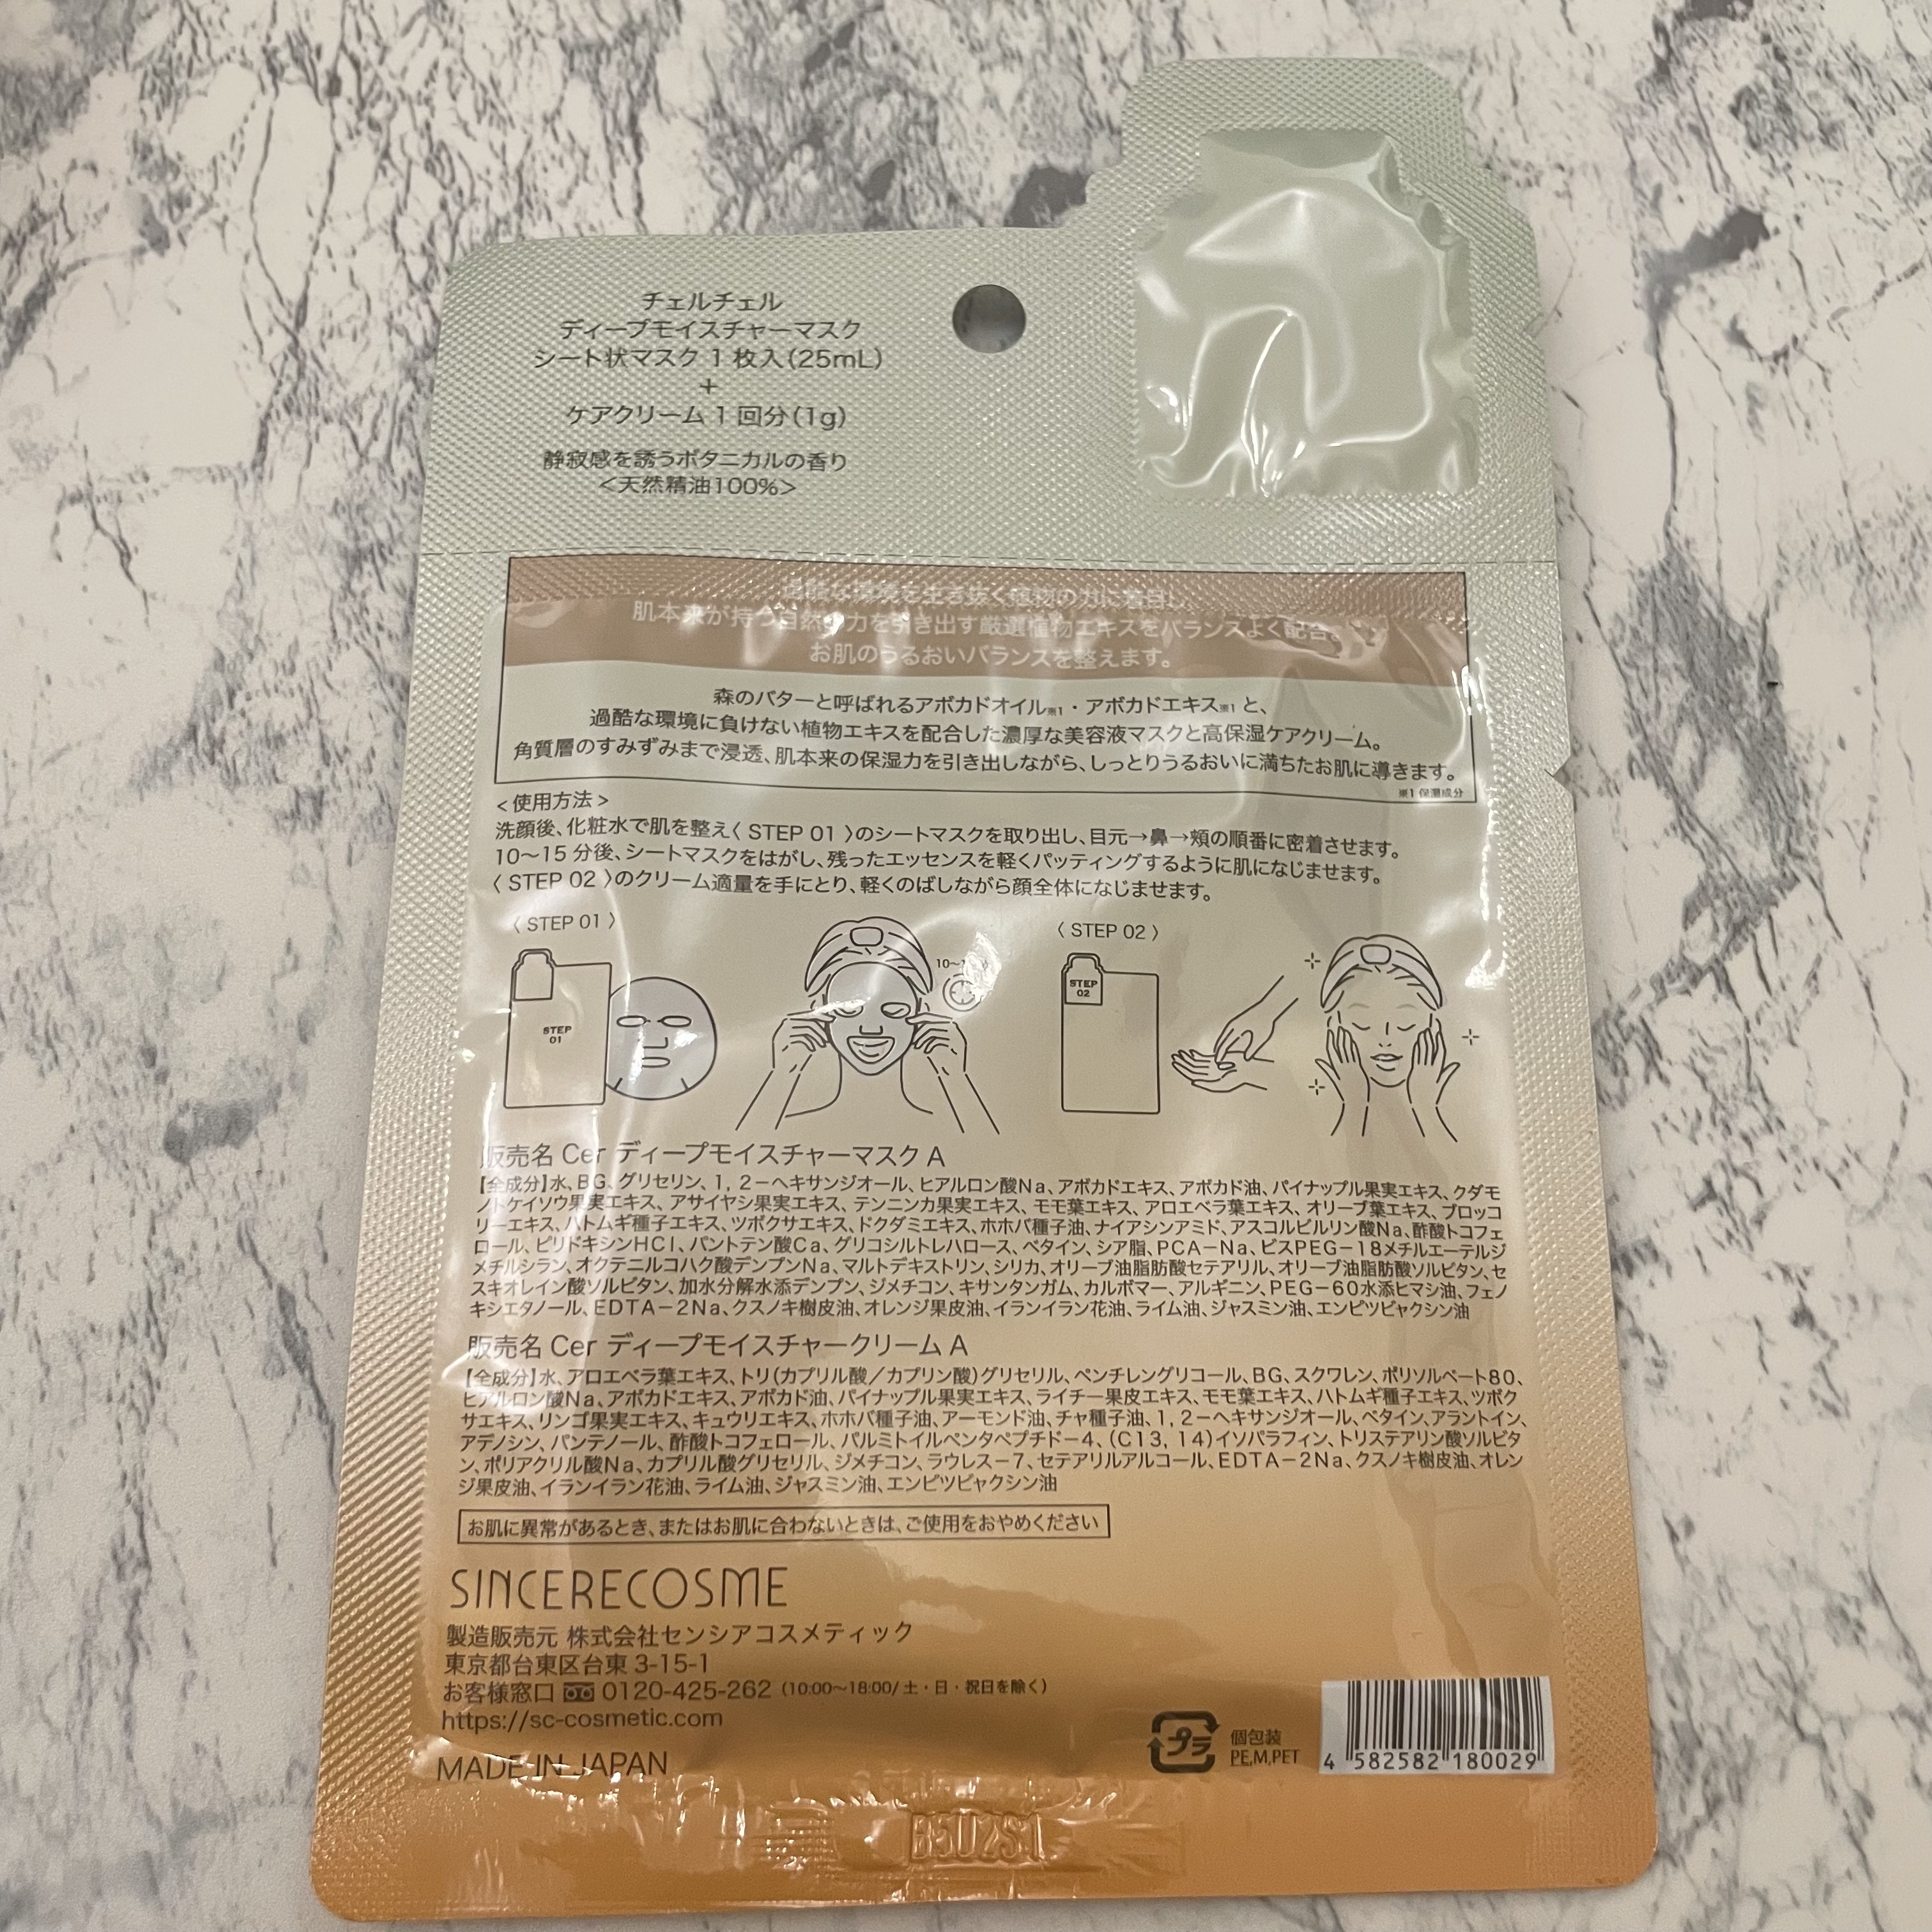 チェルチェル
ディープモイスチャーマスク
シート状マスク 1 枚入(25mL)
+
ケアクリーム 1 回分(1g)
静寂感を誘うボタニカルの香り
<天然精油100%>
過酷な環境を生き抜く植物の力に着目し、
肌本来が持つ自然の力を引き出す厳選植物エキスをバランスよく配合。
お肌のうるおいバランスを整えます。
森のバターと呼ばれるアボカドオイル※1・アボカドエキス※1 と、
過酷な環境に負けない植物エキスを配合した濃厚な美容液マスクと高保湿ケアクリーム。
角質層のすみずみまで浸透、肌本来の保湿力を引き出しながら、しっとりうるおいに満ちたお肌に導きます。
※1 保湿成分
<使用方法>
洗顔後、化粧水で肌を整え〈 STEP 01 〉のシートマスクを取り出し、目元→鼻→頬の順番に密着させます。
10〜15 分後、シートマスクをはがし、残ったエッセンスを軽くパッティングするように肌になじませます。
〈 STEP 02 〉のクリーム適量を手にとり、軽くのばしながら顔全体になじませます。
〈 STEP 01 〉
〈 STEP 02 〉
STEP
01
STEP
02
販売名 Cer ディープモイスチャーマスク A
【全成分】水、BG、グリセリン、1, 2−ヘキサンジオール、ヒアルロン酸Na、アボカドエキス、アボカド油、パイナップル果実エキス、クダモ
ノトケイソウ果実エキス、アサイヤシ果実エキス、テンニンカ果実エキス、モモ葉エキス、アロエベラ葉エキス、オリーブ葉エキス、ブロッコ
リーエキス、ハトムギ種子エキス、ツボクサエキス、ドクダミエキス、ホホバ種子油、ナイアシンアミド、アスコルビルリン酸Na、酢酸トコフェ
ロール、ピリドキシンHCl、パントテン酸Ca、グリコシルトレハロース、ベタイン、シア脂、PCA−Na、ビスPEG−18メチルエーテルジ
メチルシラン、オクテニルコハク酸デンプンNa、マルトデキストリン、シリカ、オリーブ油脂肪酸セテアリル、オリーブ油脂肪酸ソルビタン、セ
スキオレイン酸ソルビタン、加水分解水添デンプン、ジメチコン、キサンタンガム、カルボマー、アルギニン、PEG−60水添ヒマシ油、フェノ
キシエタノール、EDTA−2Na、クスノキ樹皮油、オレンジ果皮油、イランイラン花油、ライム油、ジャスミン油、エンピツビャクシン油
販売名 Cer ディープモイスチャークリーム A
【全成分】水、アロエベラ葉エキス、トリ(カプリル酸／カプリン酸)グリセリル、ペンチレングリコール、BG、スクワレン、ポリソルベート80、
ヒアルロン酸Na、アボカドエキス、アボカド油、パイナップル果実エキス、ライチー果皮エキス、モモ葉エキス、ハトムギ種子エキス、ツボク
サエキス、リンゴ果実エキス、キュウリエキス、ホホバ種子油、アーモンド油、チャ種子油、1, 2−ヘキサンジオール、ベタイン、アラントイン、
アデノシン、パンテノール、酢酸トコフェロール、パルミトイルペンタペプチド−4、(C13, 14)イソパラフィン、トリステアリン酸ソルビタ
ン、ポリアクリル酸Na、カプリル酸グリセリル、ジメチコン、ラウレス−7、セテアリルアルコール、EDTA−2Na、クスノキ樹皮油、オレン
ジ果皮油、イランイラン花油、ライム油、ジャスミン油、エンピツビャクシン油
お肌に異常があるとき、またはお肌に合わないときは、ご使用をおやめください
SINCERECOSME
製造販売元 株式会社センシアコスメティック
東京都台東区台東 3-15-1
お客様窓口 0120-425-262 (10:00〜18:00/ 土・日・祝日を除く)
https://sc-cosmetic.com
MADE IN JAPAN
プラ
個包装
PE,M,PET
4 582582 180029